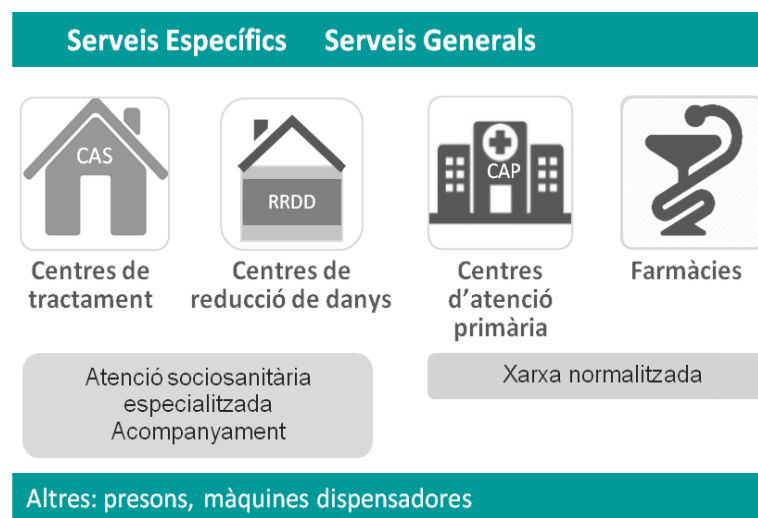 Serveis Específics Serveis Generals
CAS
RRDD
CAP
Centres de
tractament
Centres de
reducció de danys
Centres
d'atenció
primària
Farmàcies
Atenció sociosanitària
especialitzada
Acompanyament
Xarxa normalitzada
Altres: presons, màquines dispensadores